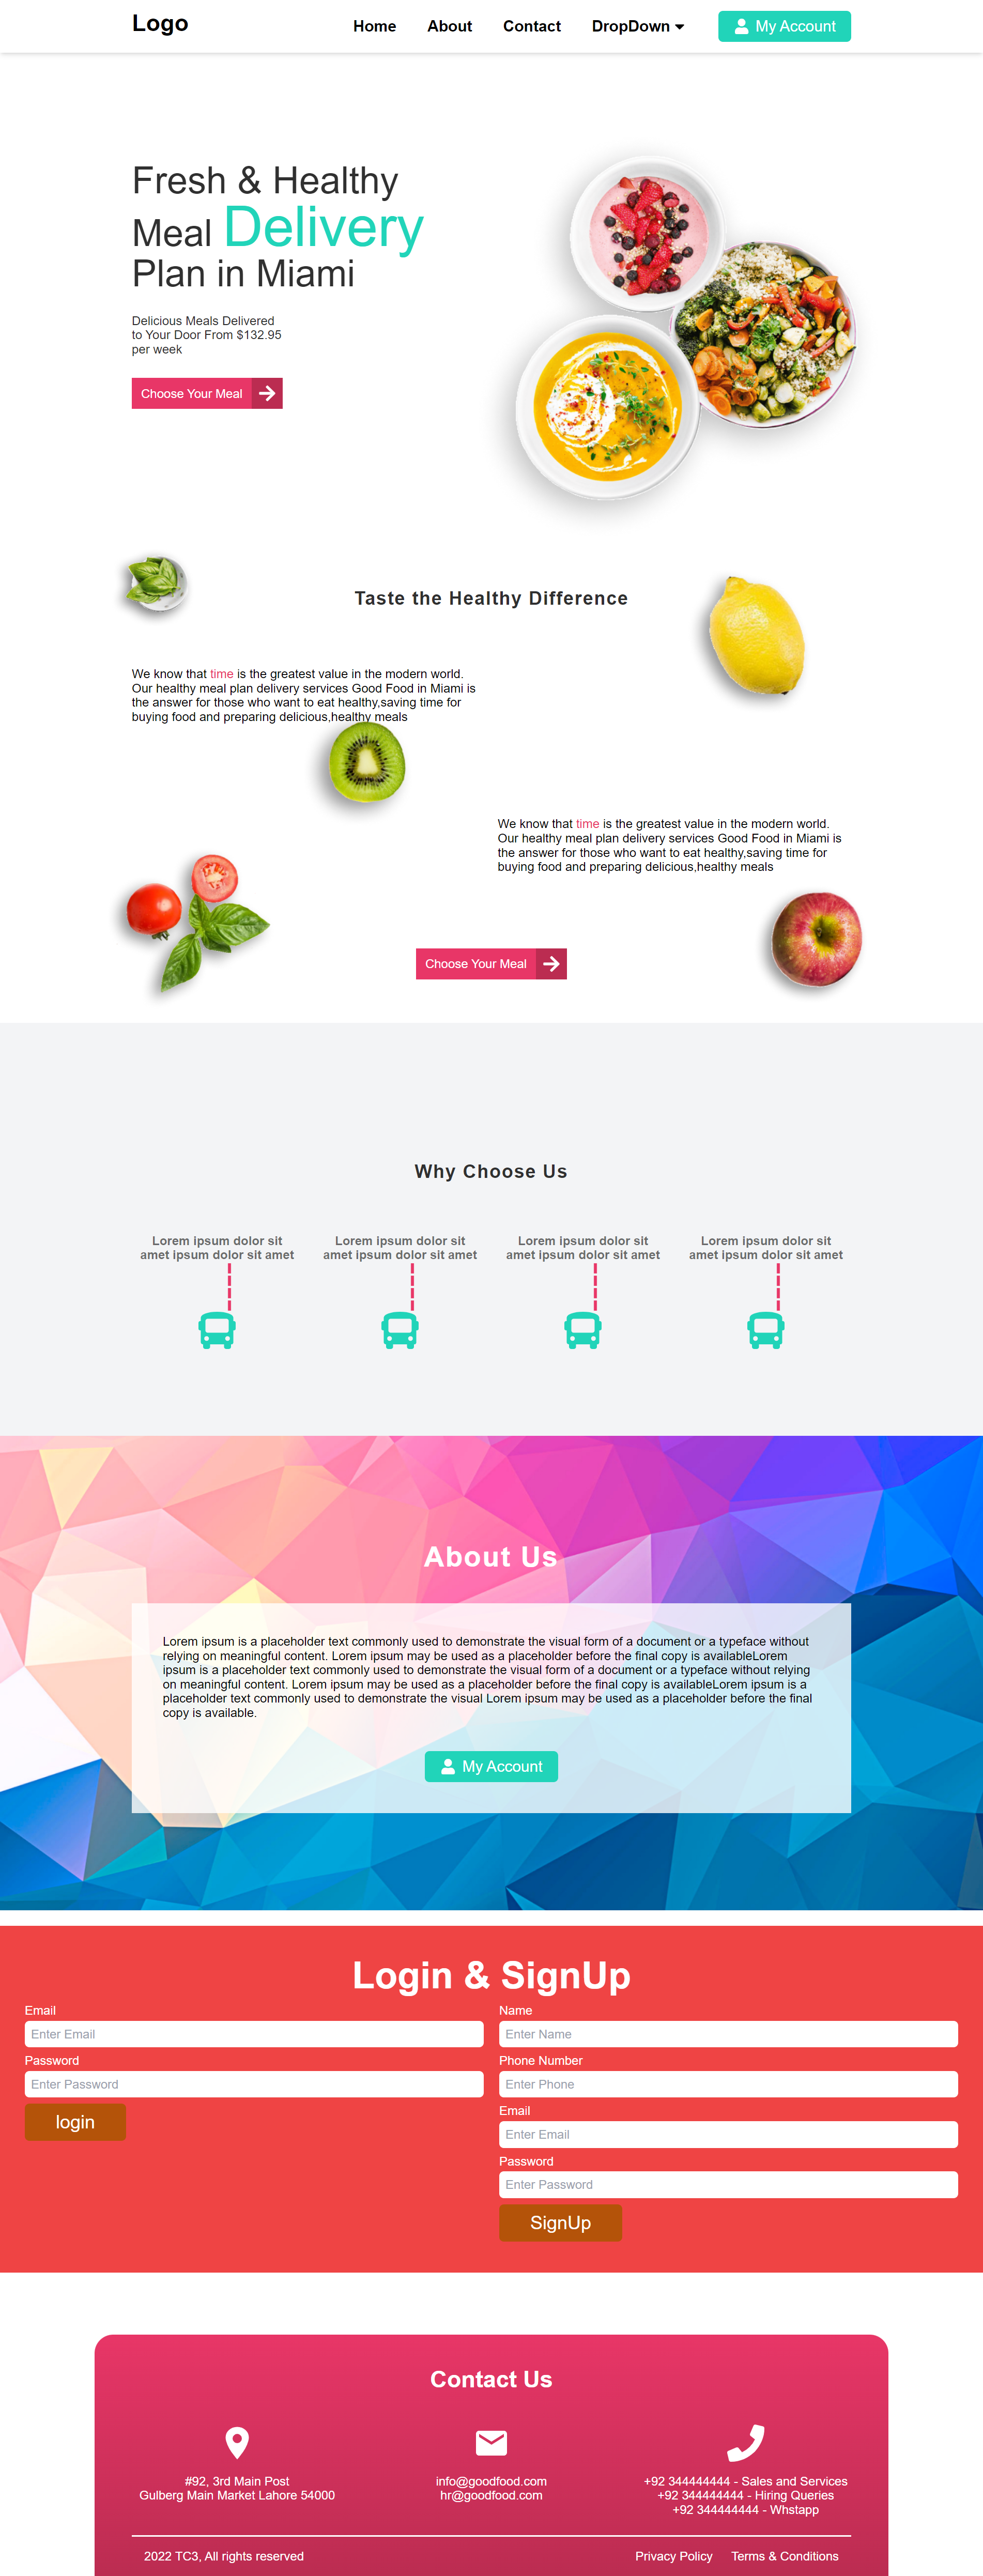 Logo
Home
About
Contact
DropDown
My Account
Fresh & Healthy
Meal Delivery
Plan in Miami
Delicious Meals Delivered
to Your Door From $132.95
per week
Choose Your Meal
Taste the Healthy Difference
We know that time is the greatest value in the modern world.
Our healthy meal plan delivery services Good Food in Miami is
the answer for those who want to eat healthy,saving time for
buying food and preparing delicious,healthy meals
We know that time is the greatest value in the modern world.
Our healthy meal plan delivery services Good Food in Miami is
the answer for those who want to eat healthy,saving time for
buying food and preparing delicious,healthy meals
Choose Your Meal
Why Choose Us
Lorem ipsum dolor sit
amet ipsum dolor sit amet
Lorem ipsum dolor sit
amet ipsum dolor sit amet
Lorem ipsum dolor sit
amet ipsum dolor sit amet
Lorem ipsum dolor sit
amet ipsum dolor sit amet
About Us
Lorem ipsum is a placeholder text commonly used to demonstrate the visual form of a document or a typeface without
relying on meaningful content. Lorem ipsum may be used as a placeholder before the final copy is availableLorem
ipsum is a placeholder text commonly used to demonstrate the visual form of a document or a typeface without relying
on meaningful content. Lorem ipsum may be used as a placeholder before the final copy is availableLorem ipsum is a
placeholder text commonly used to demonstrate the visual Lorem ipsum may be used as a placeholder before the final
copy is available.
My Account
Login & SignUp
Email
Enter Email
Password
Enter Password
login
Name
Enter Name
Phone Number
Enter Phone
Email
Enter Email
Password
Enter Password
SignUp
Contact Us
#92, 3rd Main Post
Gulberg Main Market Lahore 54000
info@goodfood.com
hr@goodfood.com
+92 344444444 - Sales and Services
+92 344444444 - Hiring Queries
+92 344444444 - Whstapp
2022 TC3, All rights reserved
Privacy Policy
Terms & Conditions